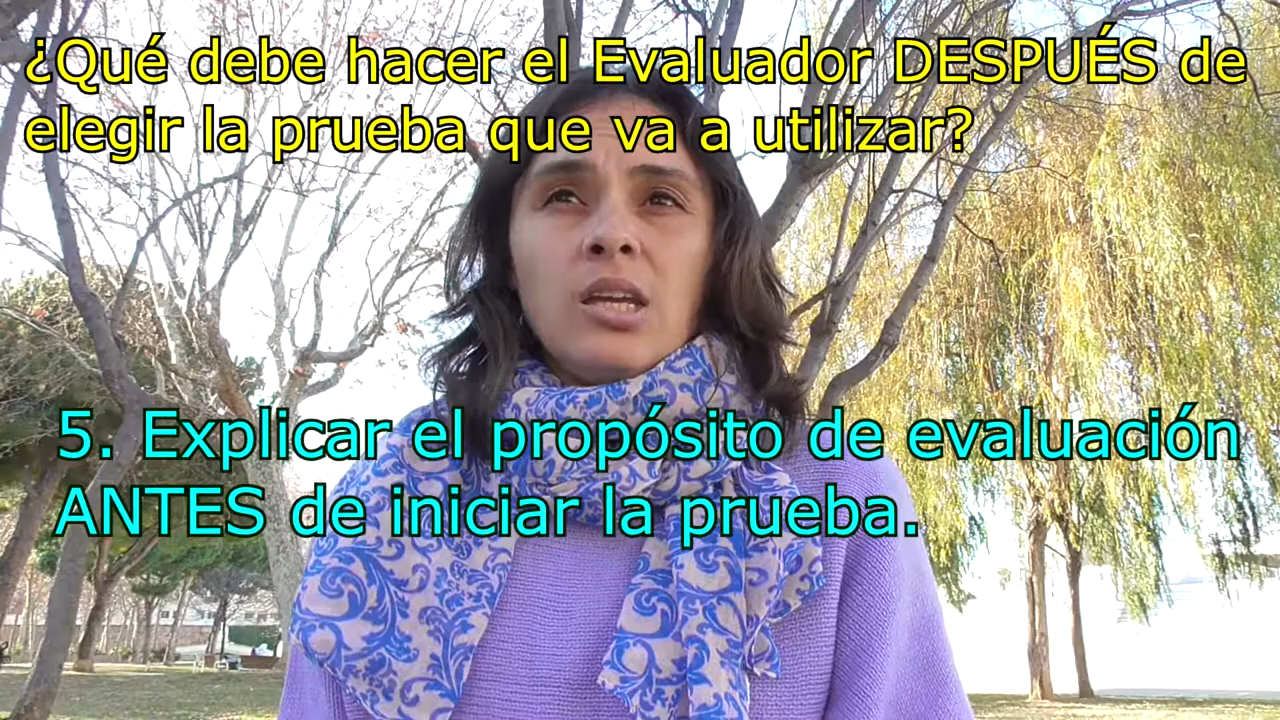 ¿Qué debe hacer el Evaluador DESPUÉS de
elegir la prueba que va a utilizar?
5. Explicar el propósito de evaluación
ANTES de iniciar la prueba.